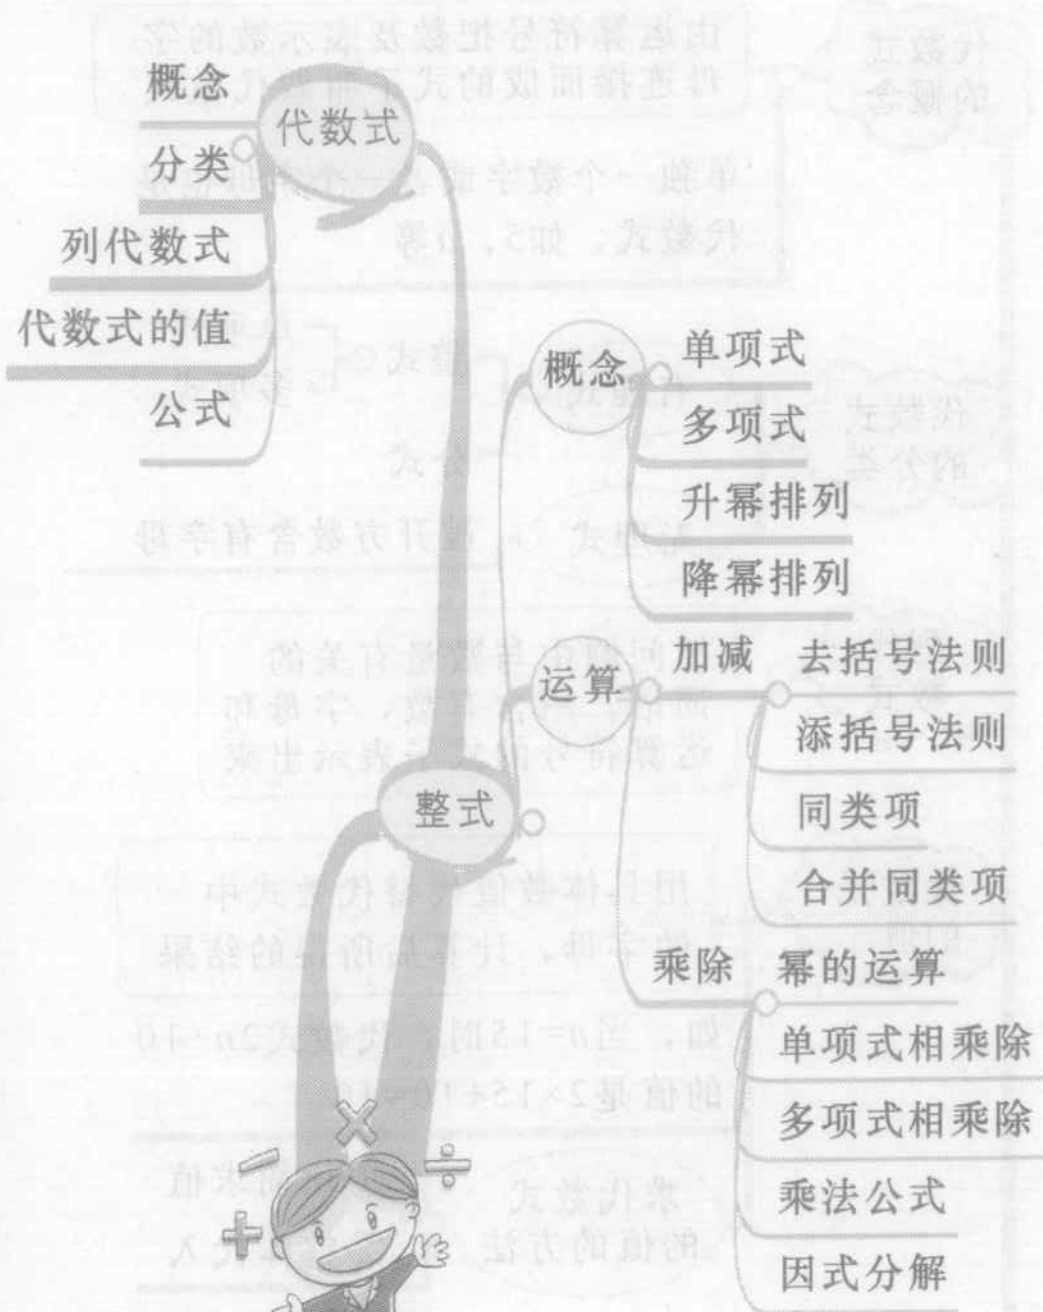 代数式
概念
分类
列代数式
代数式的值
公式
整式
概念
单项式
多项式
升幂排列
降幂排列
运算
加减
去括号法则
添括号法则
同类项
合并同类项
乘除
幂的运算
单项式相乘除
多项式相乘除
乘法公式
因式分解
×
−
÷
+